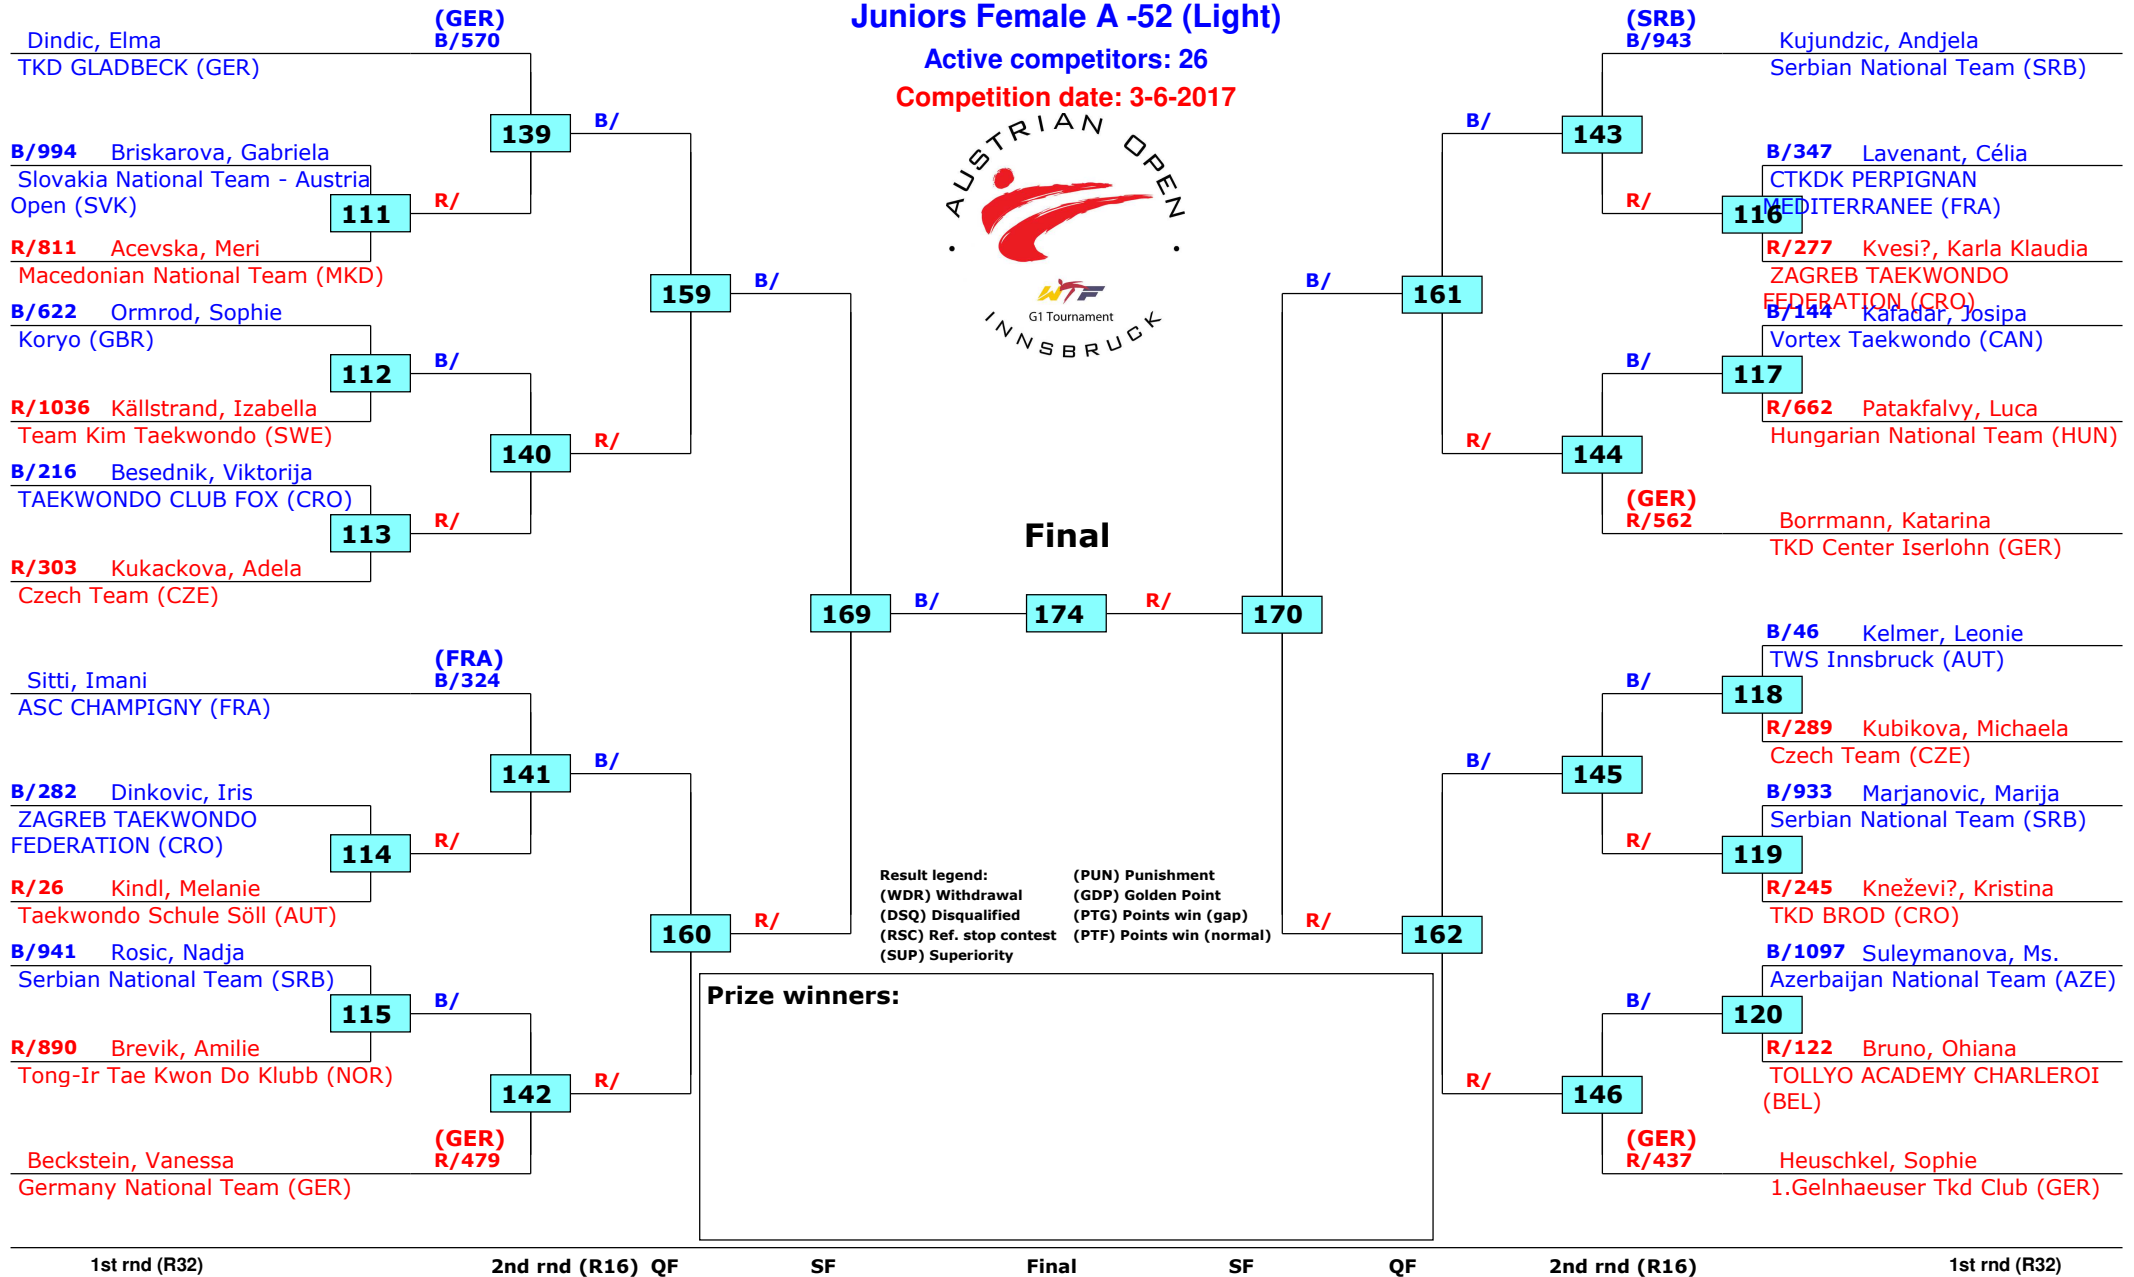 Juniors Female A -52 (Light)
Active competitors: 26
Competition date: 3-6-2017
AUSTRIAN OPEN
WTF
G1 Tournament
INNSBRUCK
(GER)
Dindic, Elma B/570
TKD GLADBECK (GER)
139 B/
B/994 Briskarova, Gabriela
Slovakia National Team - Austria
Open (SVK)
111 R/
R/811 Acevska, Meri
Macedonian National Team (MKD)
159 B/
B/622 Ormrod, Sophie
Koryo (GBR)
112 B/
R/1036 Källstrand, Izabella
Team Kim Taekwondo (SWE)
140 R/
B/216 Besednik, Viktorija
TAEKWONDO CLUB FOX (CRO)
113 R/
R/303 Kukackova, Adela
Czech Team (CZE)
169 B/
(FRA)
Sitti, Imani B/324
ASC CHAMPIGNY (FRA)
141 B/
B/282 Dinkovic, Iris
ZAGREB TAEKWONDO
FEDERATION (CRO)
114 R/
R/26 Kindl, Melanie
Taekwondo Schule Söll (AUT)
160 R/
B/941 Rosic, Nadja
Serbian National Team (SRB)
115 B/
R/890 Brevik, Amilie
Tong-Ir Tae Kwon Do Klubb (NOR)
142 R/
(GER)
Beckstein, Vanessa R/479
Germany National Team (GER)
Final
174
R/ 170
(SRB)
B/943 Kujundzic, Andjela
Serbian National Team (SRB)
B/ 143
B/347 Lavenant, Célia
CTKDK PERPIGNAN
MEDITERRANEE (FRA)
R/ 116
R/277 Kvesi?, Karla Klaudia
ZAGREB TAEKWONDO
FEDERATION (CRO)
B/ 161
B/144 Kafadar, Josipa
Vortex Taekwondo (CAN)
B/ 117
R/662 Patakfalvy, Luca
Hungarian National Team (HUN)
R/ 144
(GER)
R/562 Borrmann, Katarina
TKD Center Iserlohn (GER)
B/46 Kelmer, Leonie
TWS Innsbruck (AUT)
B/ 118
R/289 Kubikova, Michaela
Czech Team (CZE)
B/ 145
B/933 Marjanovic, Marija
Serbian National Team (SRB)
R/ 119
R/245 Kneževi?, Kristina
TKD BROD (CRO)
R/ 162
B/1097 Suleymanova, Ms.
Azerbaijan National Team (AZE)
B/ 120
R/122 Bruno, Ohiana
TOLLYO ACADEMY CHARLEROI
(BEL)
R/ 146
(GER)
R/437 Heuschkel, Sophie
1.Gelnhaeuser Tkd Club (GER)
Result legend: (PUN) Punishment
(WDR) Withdrawal (GDP) Golden Point
(DSQ) Disqualified (PTG) Points win (gap)
(RSC) Ref. stop contest (PTF) Points win (normal)
(SUP) Superiority
Prize winners:
1st rnd (R32) 2nd rnd (R16) QF SF Final SF QF 2nd rnd (R16) 1st rnd (R32)